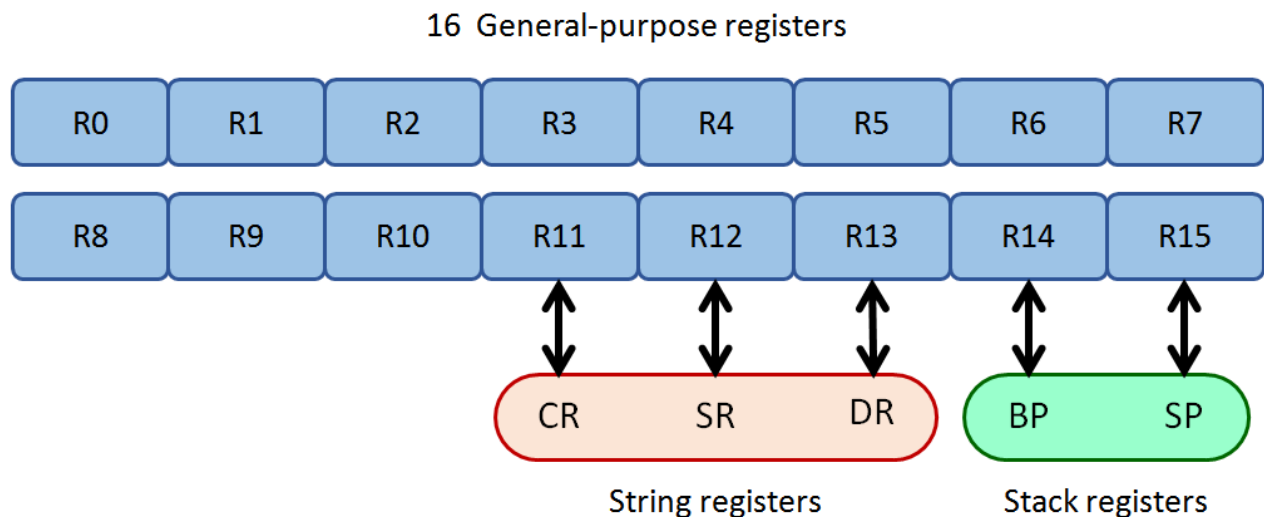 16 General-purpose registers
R0 R1 R2 R3 R4 R5 R6 R7
R8 R9 R10 R11 R12 R13 R14 R15
CR SR DR BP SP
String registers Stack registers